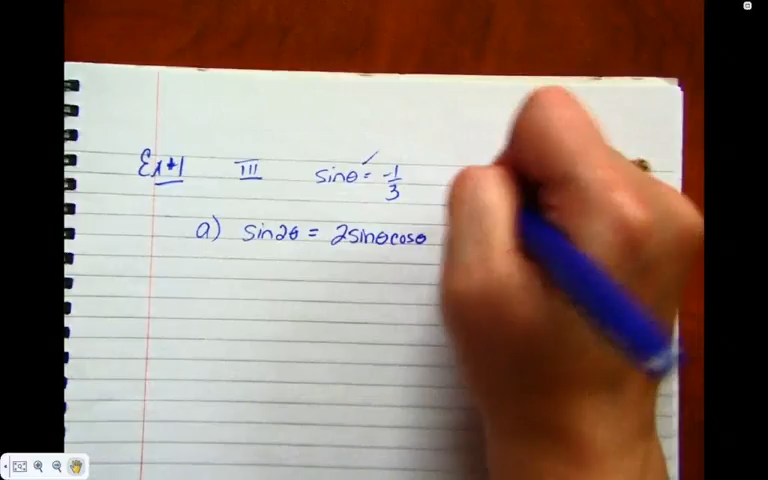 Ex #1 III sinθ = -1/3
a) sin2θ = 2sinθcosθ